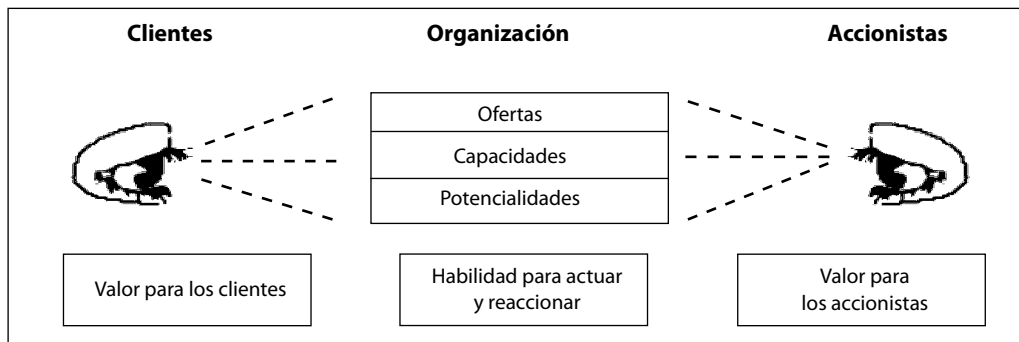 Clientes
Organización
Accionistas
Ofertas
Capacidades
Potencialidades
Valor para los clientes
Habilidad para actuar
y reaccionar
Valor para
los accionistas